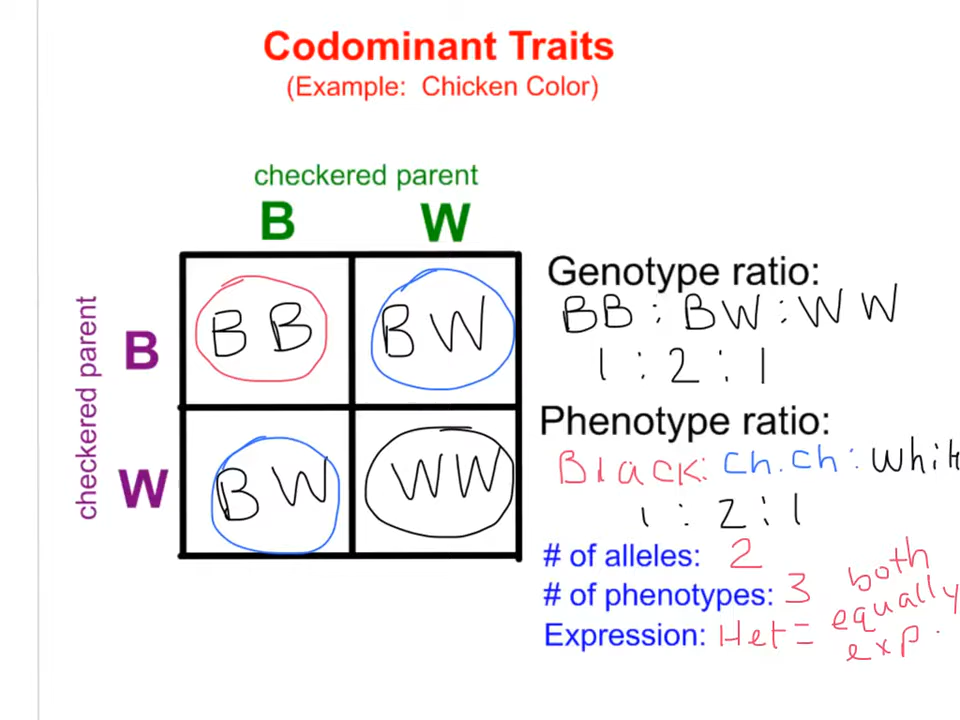 Codominant Traits
(Example: Chicken Color)
checkered parent
B W
checkered parent
B
W
BB
BW
BW
WW
Genotype ratio:
BB : BW : WW
1 : 2 : 1
Phenotype ratio:
Black: Ch. Ch: Whit
1 : 2 : 1
# of alleles: 2
# of phenotypes: 3
Expression: Het = both
equally
exp.